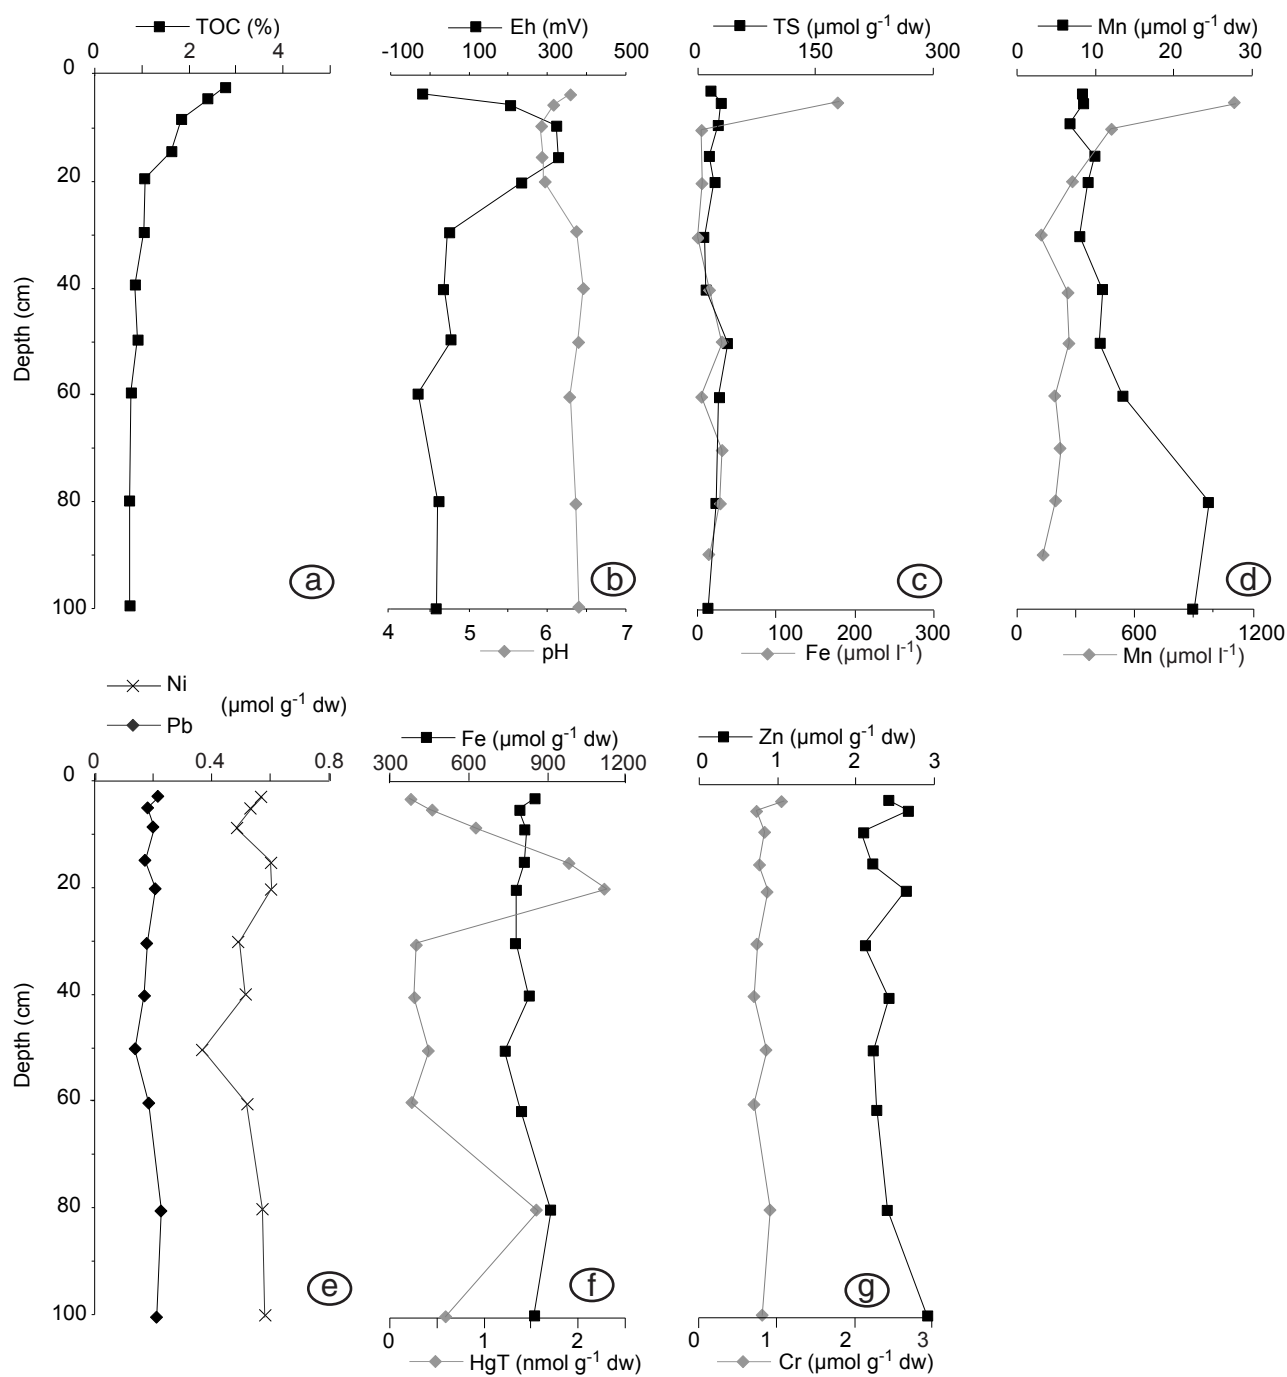 TOC (%)
Eh (mV)
TS (µmol g-1 dw)
Mn (µmol g-1 dw)
0 2 4
-100 100 300 500
0 150 300
0 10 20 30
0
20
40
60
80
100
Depth (cm)
a
b
c
d
4 5 6 7
0 100 200 300
0 600 1200
pH
Fe (µmol l-1)
Mn (µmol l-1)
Ni
(µmol g-1 dw)
Pb
Fe (µmol g-1 dw)
Zn (µmol g-1 dw)
0 0.4 0.8
300 600 900 1200
0 1 2 3
0
20
40
60
80
100
Depth (cm)
e
f
g
0 1 2
0 1 2 3
HgT (nmol g-1 dw)
Cr (µmol g-1 dw)